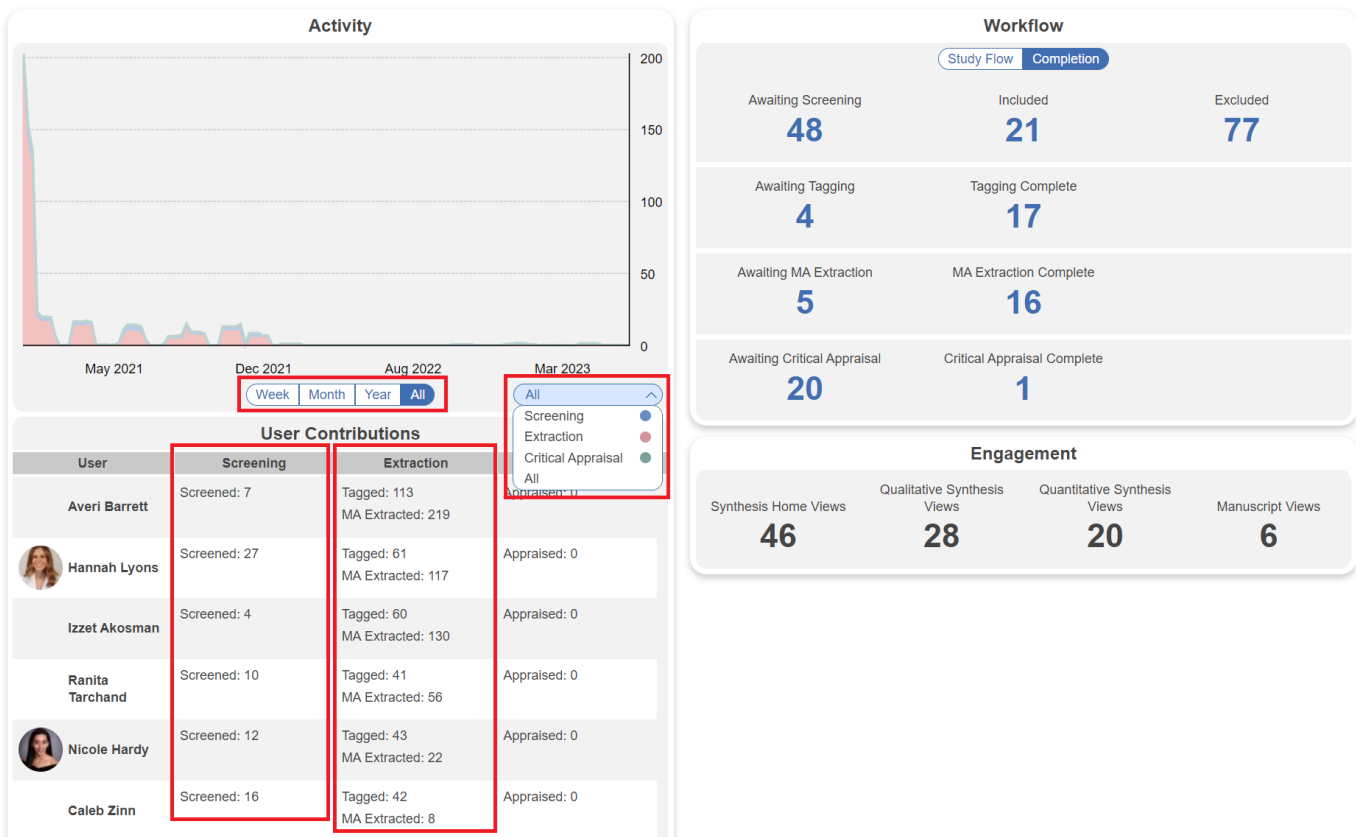 Activity
200
150
100
50
0
May 2021
Dec 2021
Aug 2022
Mar 2023
Week
Month
Year
All
All
Screening
Extraction
Critical Appraisal
All
User Contributions
User
Screening
Extraction
Averi Barrett
Screened: 7
Tagged: 113
MA Extracted: 219
Appraised: 0
Hannah Lyons
Screened: 27
Tagged: 61
MA Extracted: 117
Appraised: 0
Izzet Akosman
Screened: 4
Tagged: 60
MA Extracted: 130
Appraised: 0
Ranita
Tarchand
Screened: 10
Tagged: 41
MA Extracted: 56
Appraised: 0
Nicole Hardy
Screened: 12
Tagged: 43
MA Extracted: 22
Appraised: 0
Caleb Zinn
Screened: 16
Tagged: 42
MA Extracted: 8
Appraised: 0
Workflow
Study Flow
Completion
Awaiting Screening
48
Included
21
Excluded
77
Awaiting Tagging
4
Tagging Complete
17
Awaiting MA Extraction
5
MA Extraction Complete
16
Awaiting Critical Appraisal
20
Critical Appraisal Complete
1
Engagement
Synthesis Home Views
46
Qualitative Synthesis
Views
28
Quantitative Synthesis
Views
20
Manuscript Views
6